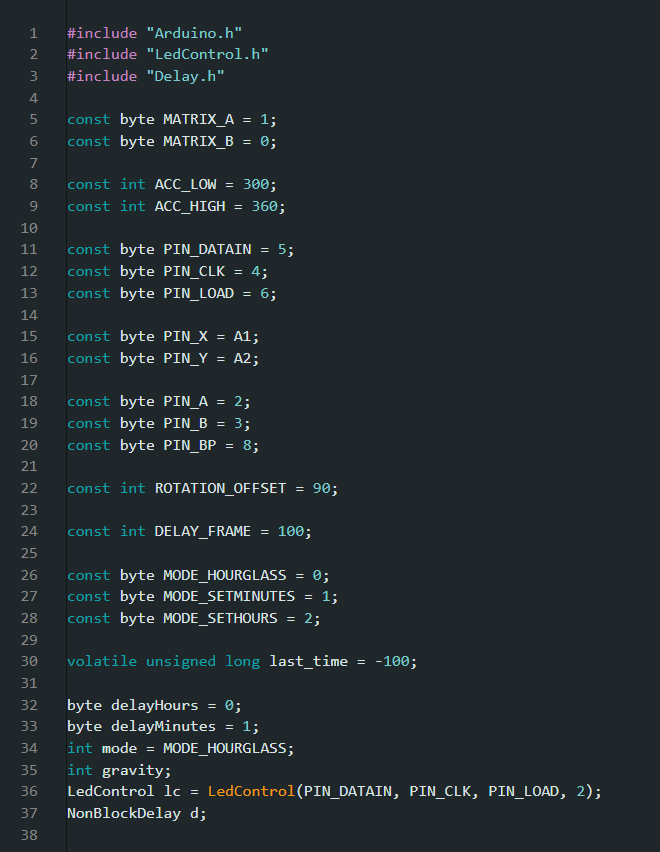 1 #include "Arduino.h"
2 #include "LedControl.h"
3 #include "Delay.h"
4
5 const byte MATRIX_A = 1;
6 const byte MATRIX_B = 0;
7
8 const int ACC_LOW = 300;
9 const int ACC_HIGH = 360;
10
11 const byte PIN_DATAIN = 5;
12 const byte PIN_CLK = 4;
13 const byte PIN_LOAD = 6;
14
15 const byte PIN_X = A1;
16 const byte PIN_Y = A2;
17
18 const byte PIN_A = 2;
19 const byte PIN_B = 3;
20 const byte PIN_BP = 8;
21
22 const int ROTATION_OFFSET = 90;
23
24 const int DELAY_FRAME = 100;
25
26 const byte MODE_HOURGLASS = 0;
27 const byte MODE_SETMINUTES = 1;
28 const byte MODE_SETHOURS = 2;
29
30 volatile unsigned long last_time = -100;
31
32 byte delayHours = 0;
33 byte delayMinutes = 1;
34 int mode = MODE_HOURGLASS;
35 int gravity;
36 LedControl lc = LedControl(PIN_DATAIN, PIN_CLK, PIN_LOAD, 2);
37 NonBlockDelay d;
38